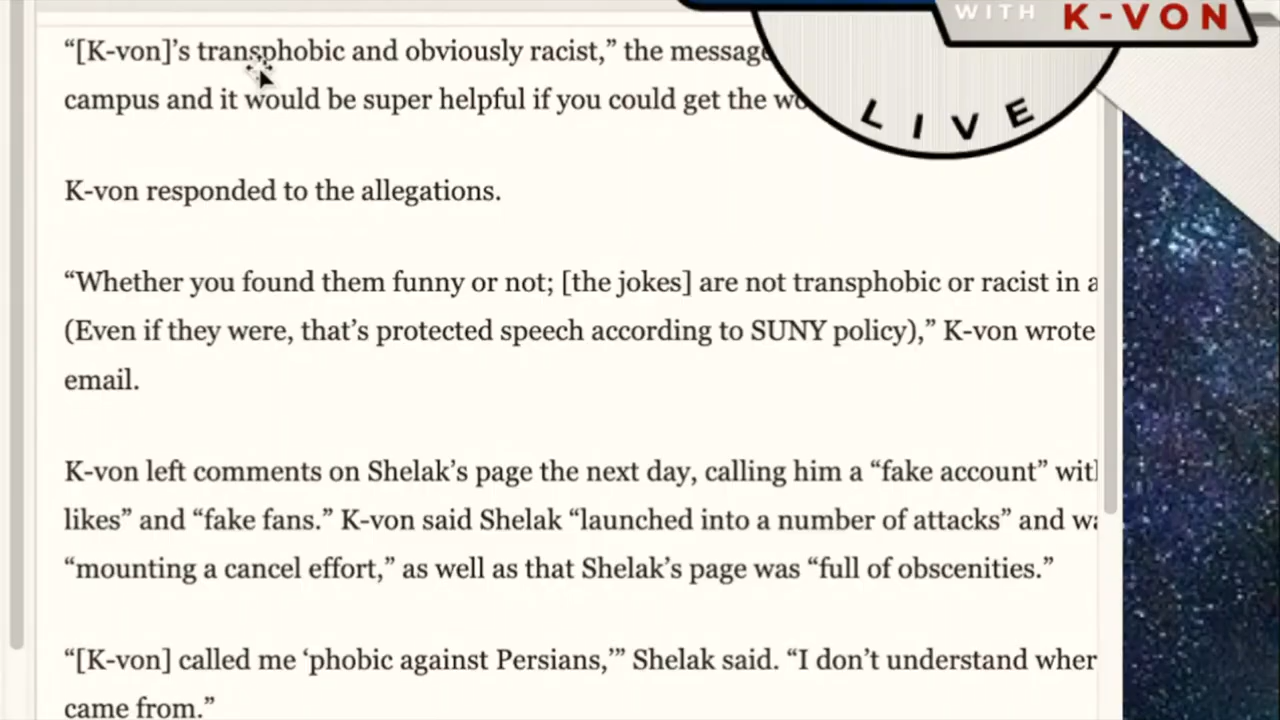 WITH K-VON
LIVE
“[K-von]’s transphobic and obviously racist,” the message
campus and it would be super helpful if you could get the
K-von responded to the allegations.
“Whether you found them funny or not; [the jokes] are not transphobic or racist in
(Even if they were, that’s protected speech according to SUNY policy),” K-von wrote
email.
K-von left comments on Shelak’s page the next day, calling him a “fake account”
likes” and “fake fans.” K-von said Shelak “launched into a number of attacks” and
“mounting a cancel effort,” as well as that Shelak’s page was “full of obscenities.”
“[K-von] called me ‘phobic against Persians,’” Shelak said. “I don’t understand
came from.”